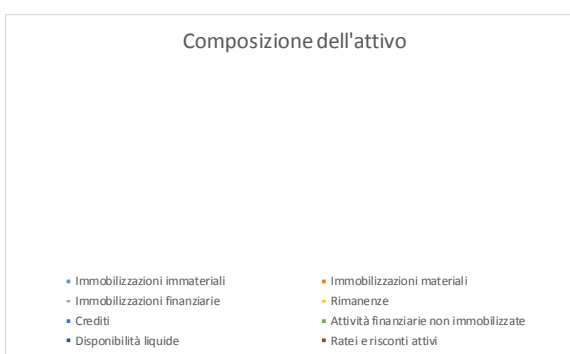 Composizione dell'attivo
Immobilizzazioni immateriali
Immobilizzazioni materiali
Immobilizzazioni finanziarie
Rimanenze
Crediti
Attività finanziarie non immobilizzate
Disponibilità liquide
Ratei e risconti attivi